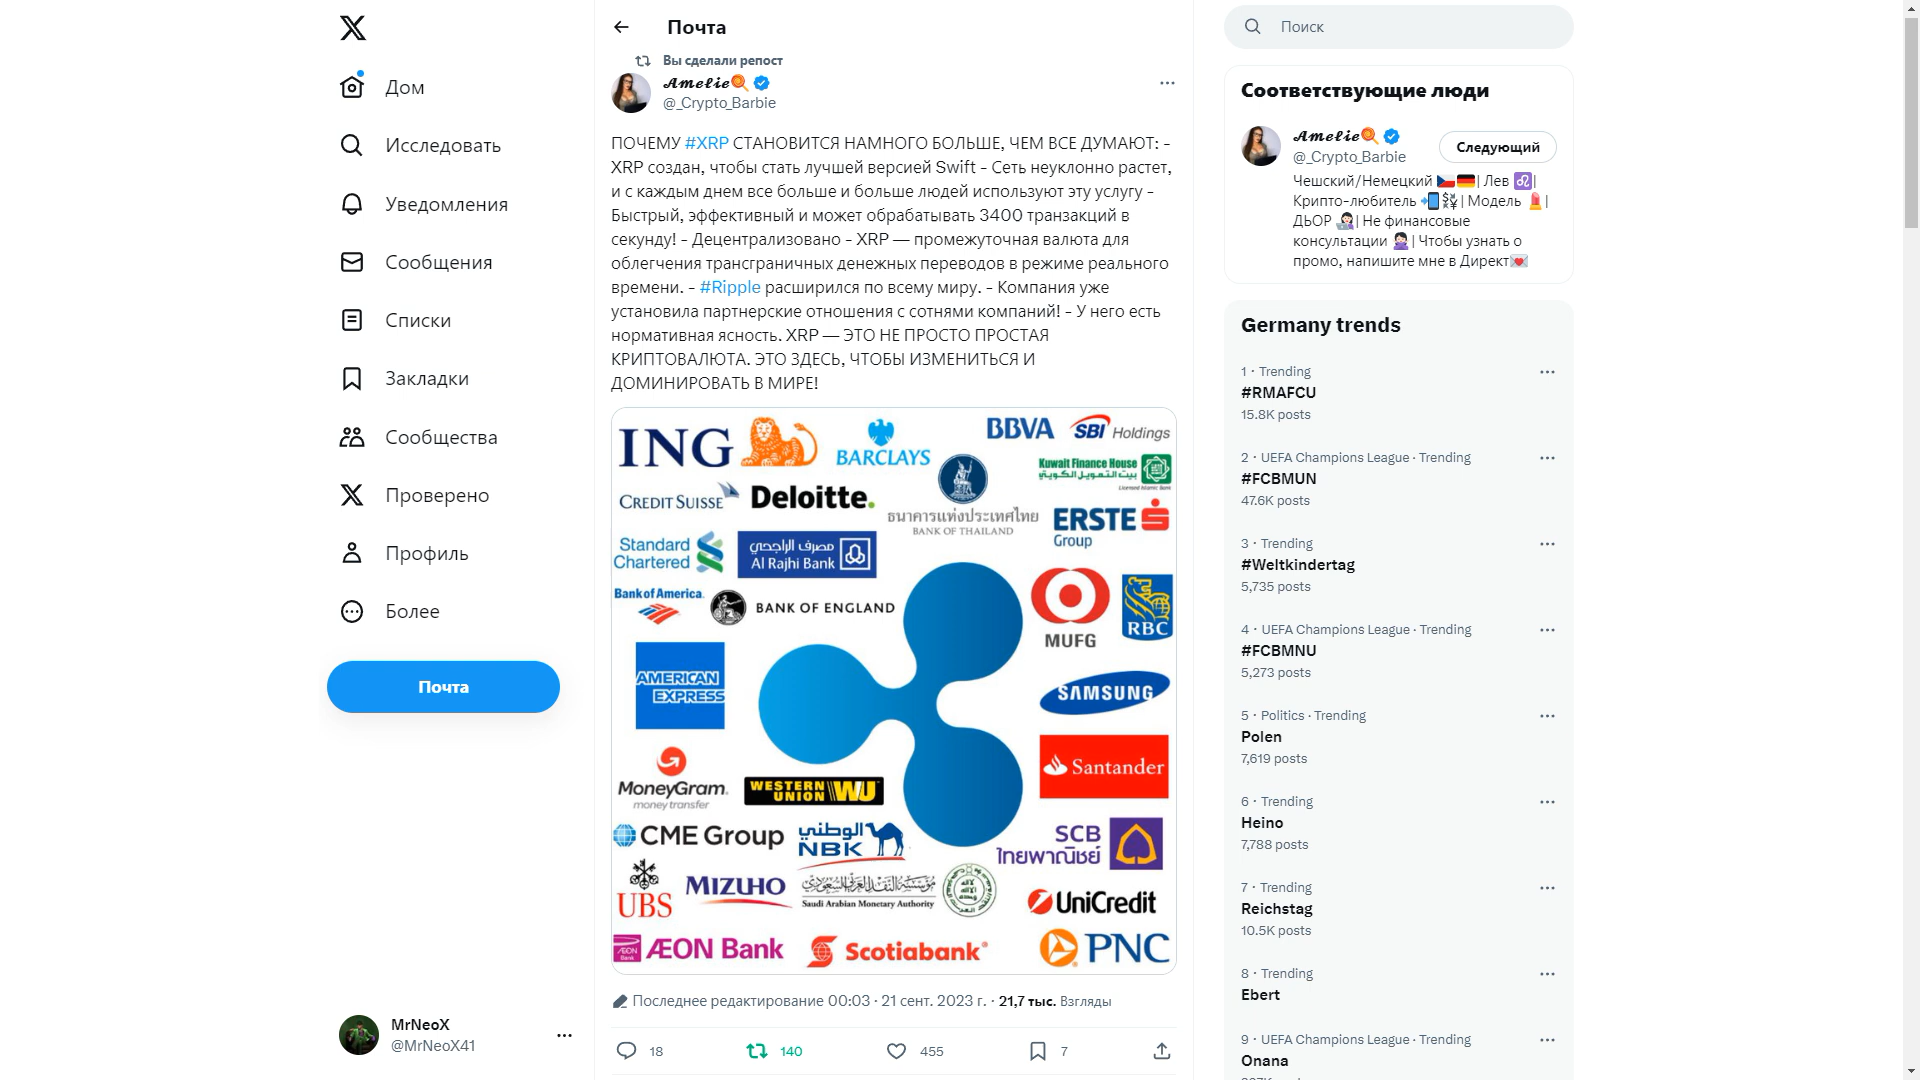 Дом
Исследовать
Уведомления
Сообщения
Списки
Закладки
Сообщества
Проверено
Профиль
Более
Почта
MrNeoX
@MrNeoX41
Почта
Вы сделали репост
𝓐𝓶𝓮𝓵𝓲𝓮
@_Crypto_Barbie
ПОЧЕМУ #XRP СТАНОВИТСЯ НАМНОГО БОЛЬШЕ, ЧЕМ ВСЕ ДУМАЮТ: -
XRP создан, чтобы стать лучшей версией Swift - Сеть неуклонно растет,
и с каждым днем все больше и больше людей используют эту услугу -
Быстрый, эффективный и может обрабатывать 3400 транзакций в
секунду! - Децентрализовано - XRP — промежуточная валюта для
облегчения трансграничных денежных переводов в режиме реального
времени. - #Ripple расширился по всему миру. - Компания уже
установила партнерские отношения с сотнями компаний! - У него есть
нормативная ясность. XRP — ЭТО НЕ ПРОСТО ПРОСТАЯ
КРИПТОВАЛЮТА. ЭТО ЗДЕСЬ, ЧТОБЫ ИЗМЕНИТЬСЯ И
ДОМИНИРОВАТЬ В МИРЕ!
ING
BARCLAYS
BBVA
SBI Holdings
Kuwait Finance House
بيت التمويل الكويتي
Licensed Islamic Bank
CREDIT SUISSE
Deloitte.
ธนาคารแห่งประเทศไทย
BANK OF THAILAND
ERSTE
Group
Standard
Chartered
مصرف الراجحي
Al Rajhi Bank
Bank of America
BANK OF ENGLAND
MUFG
RBC
AMERICAN
EXPRESS
SAMSUNG
MoneyGram
money transfer
WESTERN
UNION WU
Santander
CME Group
الوطني
NBK
SCB
ไทยพาณิชย์
UBS
MIZUHO
مؤسسة النقد العربي السعودي
Saudi Arabian Monetary Authority
UniCredit
AEON
Bank
ÆON Bank
Scotiabank
PNC
Последнее редактирование 00:03 · 21 сент. 2023 г. · 21,7 тыс. Взгляды
18
140
455
7
Поиск
Соответствующие люди
𝓐𝓶𝓮𝓵𝓲𝓮
@_Crypto_Barbie
Следующий
Чешский/Немецкий 🇨🇿🇩🇪| Лев ♌|
Крипто-любитель 📲💱| Модель 💄|
ДЬОР 👩🏻‍💻| Не финансовые
консультации 🙅🏻‍♀️| Чтобы узнать о
промо, напишите мне в Директ💌
Germany trends
1 · Trending
#RMAFCU
15.8K posts
2 · UEFA Champions League · Trending
#FCBMUN
47.6K posts
3 · Trending
#Weltkindertag
5,735 posts
4 · UEFA Champions League · Trending
#FCBMNU
5,273 posts
5 · Politics · Trending
Polen
7,619 posts
6 · Trending
Heino
7,788 posts
7 · Trending
Reichstag
10.5K posts
8 · Trending
Ebert
9 · UEFA Champions League · Trending
Onana